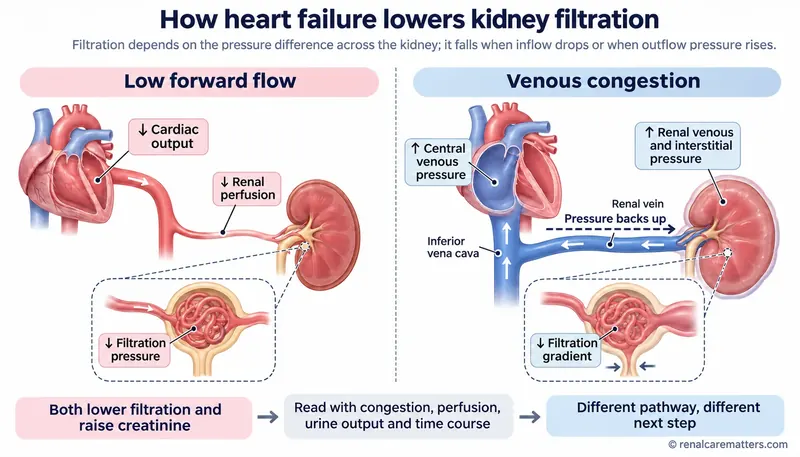 How heart failure lowers kidney filtration
Filtration depends on the pressure difference across the kidney; it falls when inflow drops or when outflow pressure rises.
Low forward flow
↓ Cardiac
output
↓ Renal
perfusion
↓ Filtration
pressure
Venous congestion
↑ Central
venous
pressure
↑ Renal venous
and interstitial
pressure
Renal vein
Pressure backs up
Inferior
vena cava
↓ Filtration
gradient
Both lower filtration and
raise creatinine
Read with congestion, perfusion,
urine output and time course
Different pathway, different
next step
© renalcarematters.com